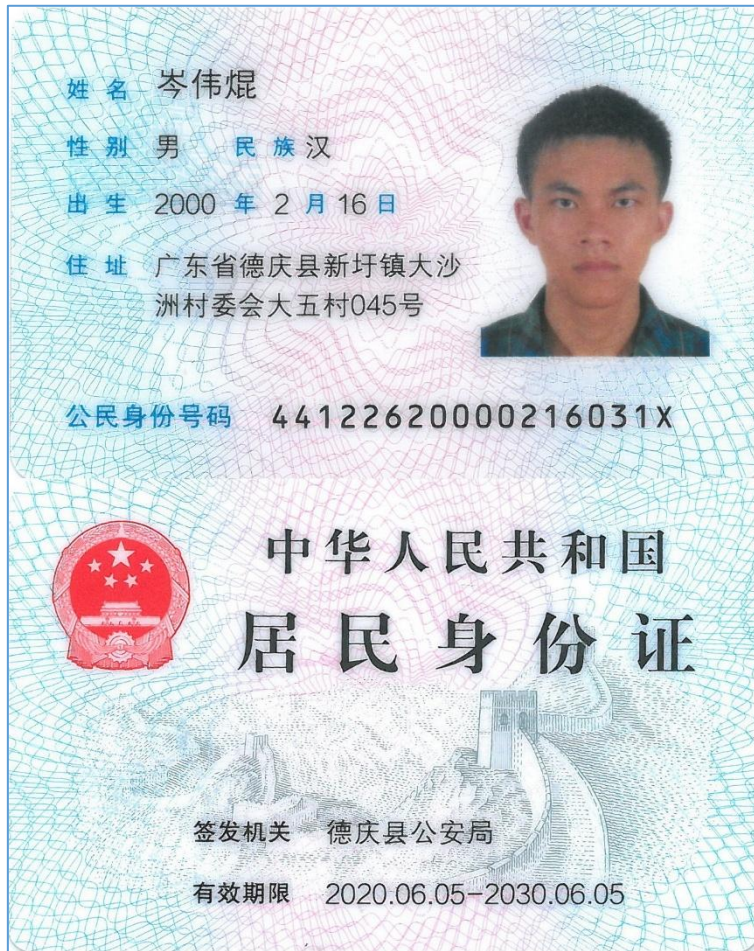 姓名 岑伟焜
性别 男 民族 汉
出生 2000 年 2 月 16 日
住址 广东省德庆县新圩镇大沙
洲村委会大五村045号
公民身份号码 44122620000216031X
中华人民共和国
居民身份证
签发机关 德庆县公安局
有效期限 2020.06.05-2030.06.05